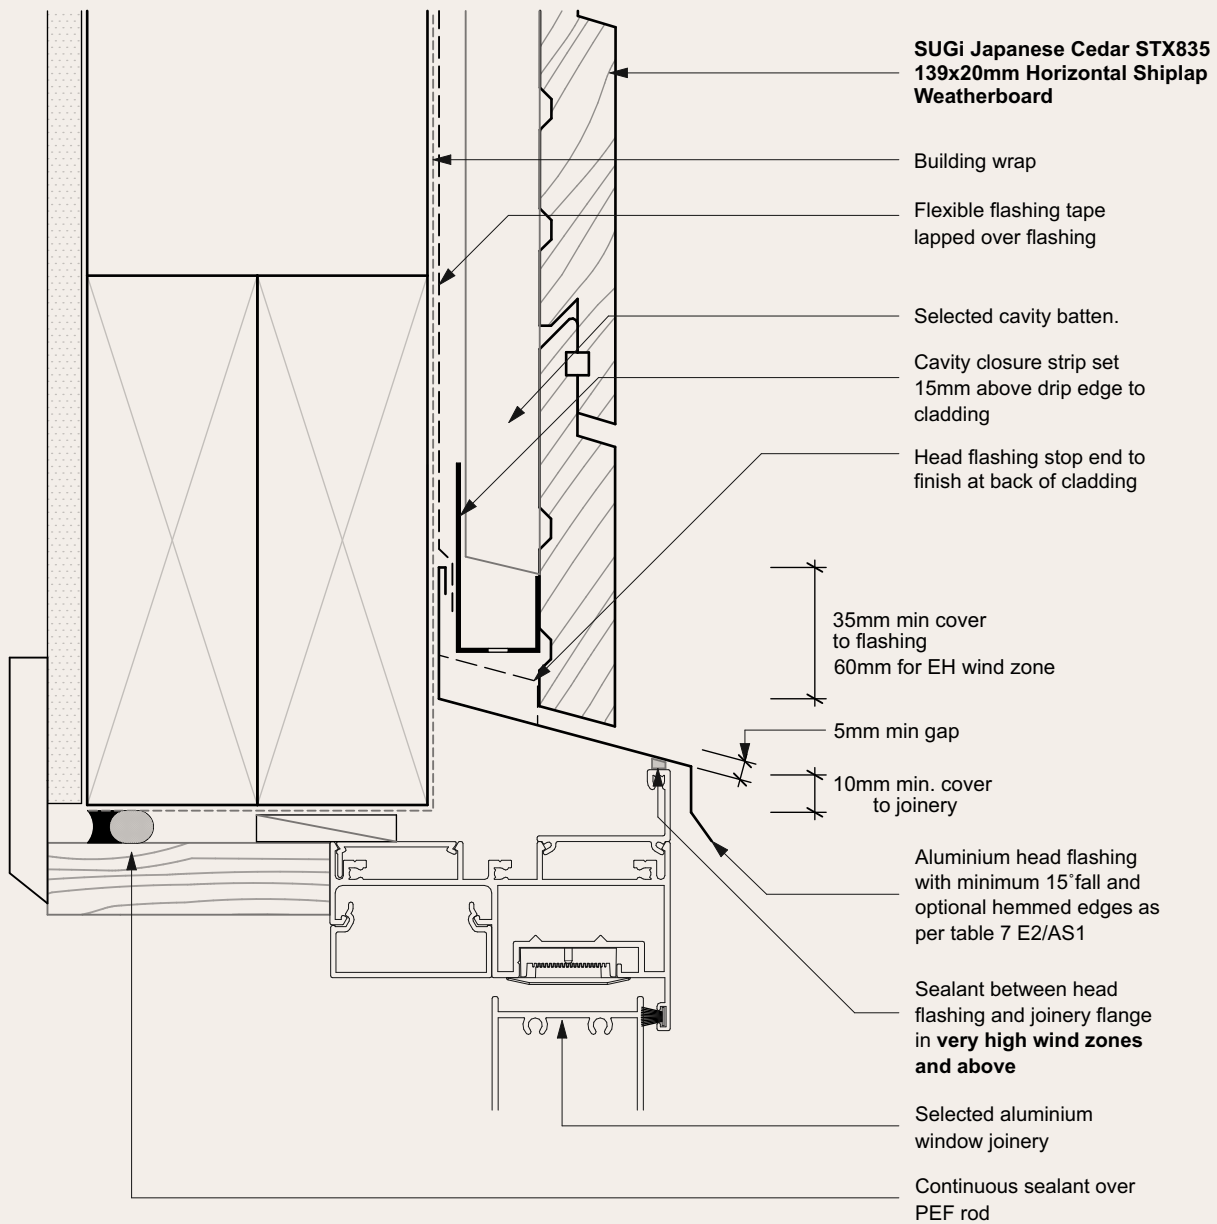 SUGi Japanese Cedar STX835
139x20mm Horizontal Shiplap
Weatherboard
Building wrap
Flexible flashing tape
lapped over flashing
Selected cavity batten.
Cavity closure strip set
15mm above drip edge to
cladding
Head flashing stop end to
finish at back of cladding
35mm min cover
to flashing
60mm for EH wind zone
5mm min gap
10mm min. cover
to joinery
Aluminium head flashing
with minimum 15°fall and
optional hemmed edges as
per table 7 E2/AS1
Sealant between head
flashing and joinery flange
in very high wind zones
and above
Selected aluminium
window joinery
Continuous sealant over
PEF rod